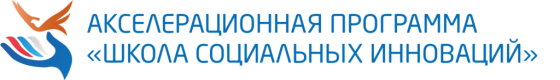 АКСЕЛЕРАЦИОННАЯ ПРОГРАММА
«ШКОЛА СОЦИАЛЬНЫХ ИННОВАЦИЙ»